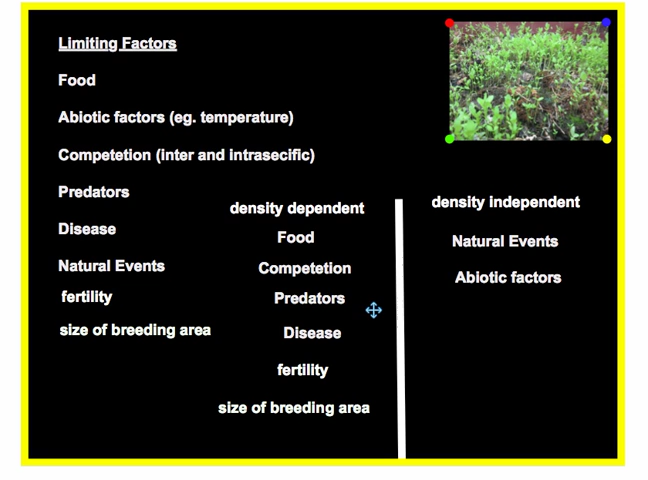 Limiting Factors
Food
Abiotic factors (eg. temperature)
Competetion (inter and intrasecific)
Predators
Disease
Natural Events
fertility
size of breeding area
density dependent
Food
Competetion
Predators
Disease
fertility
size of breeding area
density independent
Natural Events
Abiotic factors